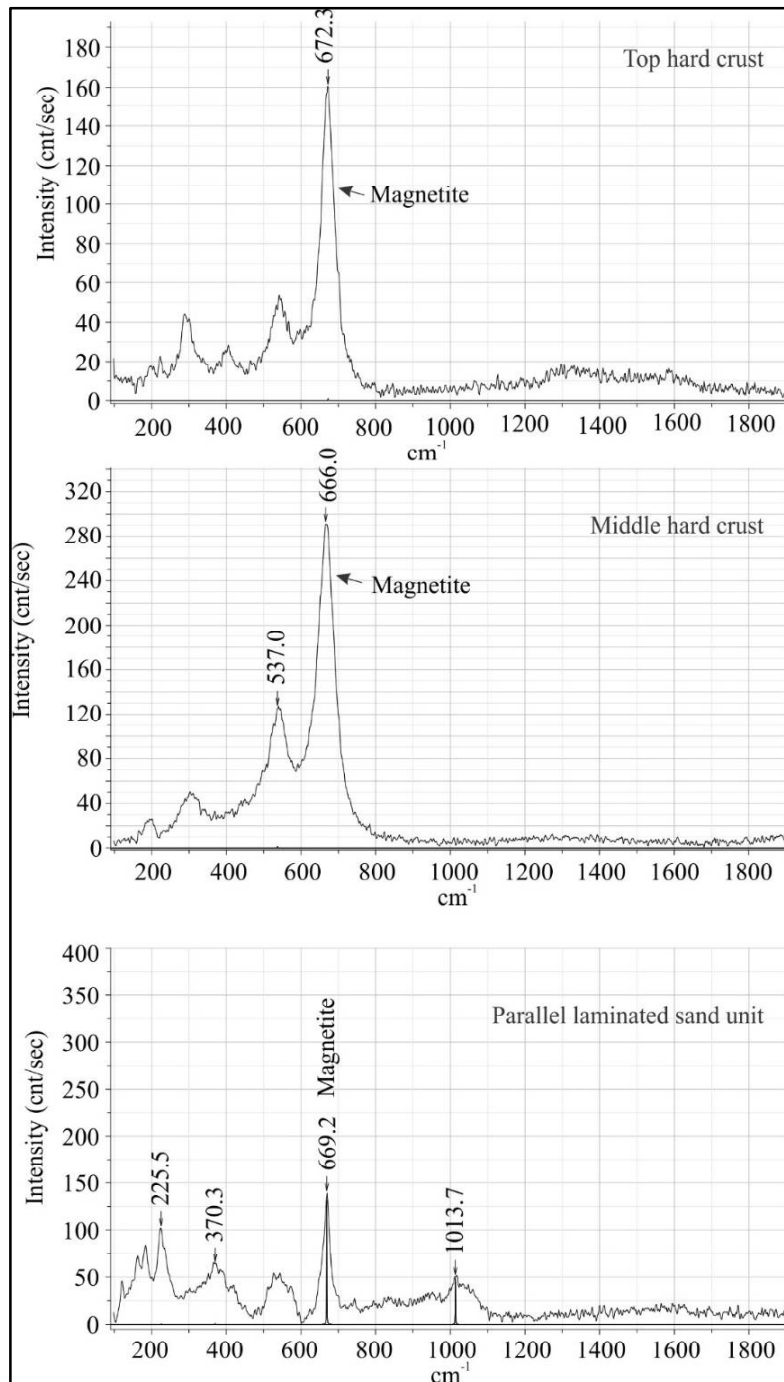 672.3
180
Top hard crust
160
140
120
Magnetite
100
80
60
40
20
0
Intensity (cnt/sec)
200 400 600 800 1000 1200 1400 1600 1800
cm-1
666.0
320
Middle hard crust
280
240
Magnetite
200
537.0
160
120
80
40
0
Intensity (cnt/sec)
200 400 600 800 1000 1200 1400 1600 1800
cm-1
400
350
Parallel laminated sand unit
300
250
200
150
100
50
0
Intensity (cnt/sec)
225.5
370.3
669.2 Magnetite
1013.7
200 400 600 800 1000 1200 1400 1600 1800
cm-1